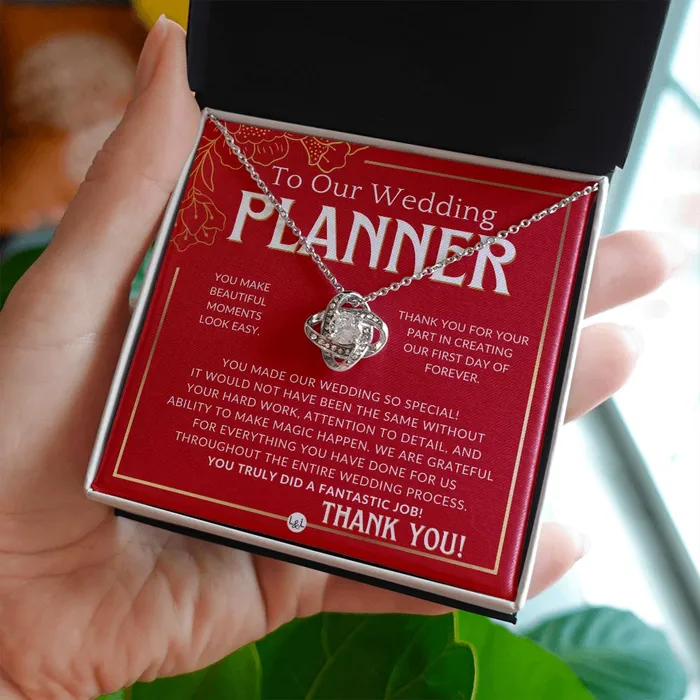 To Our Wedding
PLANNER
YOU MAKE
BEAUTIFUL
MOMENTS
LOOK EASY.
THANK YOU FOR YOUR
PART IN CREATING
OUR FIRST DAY OF
FOREVER.
YOU MADE OUR WEDDING SO SPECIAL!
IT WOULD NOT HAVE BEEN THE SAME WITHOUT
YOUR HARD WORK, ATTENTION TO DETAIL, AND
ABILITY TO MAKE MAGIC HAPPEN. WE ARE GRATEFUL
FOR EVERYTHING YOU HAVE DONE FOR US
THROUGHOUT THE ENTIRE WEDDING PROCESS.
YOU TRULY DID A FANTASTIC JOB!
THANK YOU!
L&L